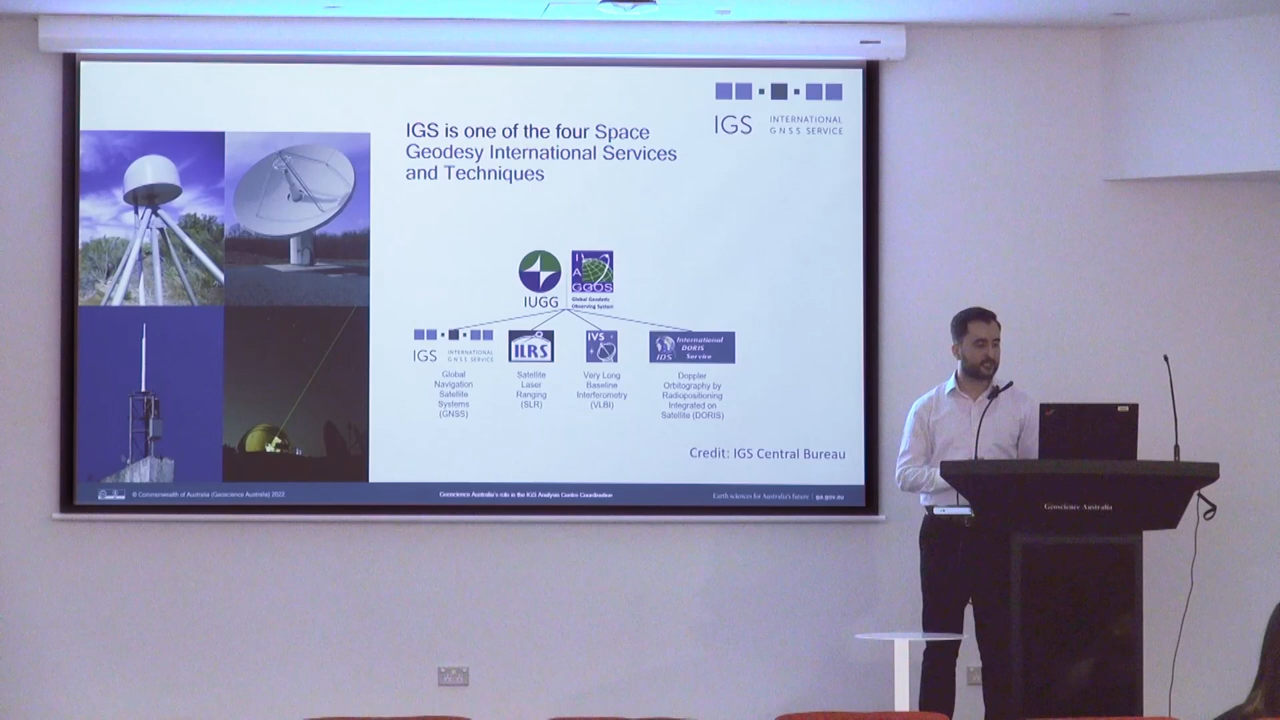 IGS
INTERNATIONAL
GNSS SERVICE
IGS is one of the four Space
Geodesy International Services
and Techniques
IUGG
I
A
GGOS
Global Geodetic
Observing System
IGS
INTERNATIONAL
GNSS SERVICE
Global
Navigation
Satellite
Systems
(GNSS)
ILRS
Satellite
Laser
Ranging
(SLR)
IVS
Very Long
Baseline
Interferometry
(VLBI)
IDS
International
DORIS
Service
Doppler
Orbitography by
Radiopositioning
Integrated on
Satellite (DORIS)
Credit: IGS Central Bureau
© Commonwealth of Australia (Geoscience Australia) 2022
Geoscience Australia's role in the IGS Analysis Centre Coordination
Earth sciences for Australia's future | ga.gov.au
Geoscience Australia